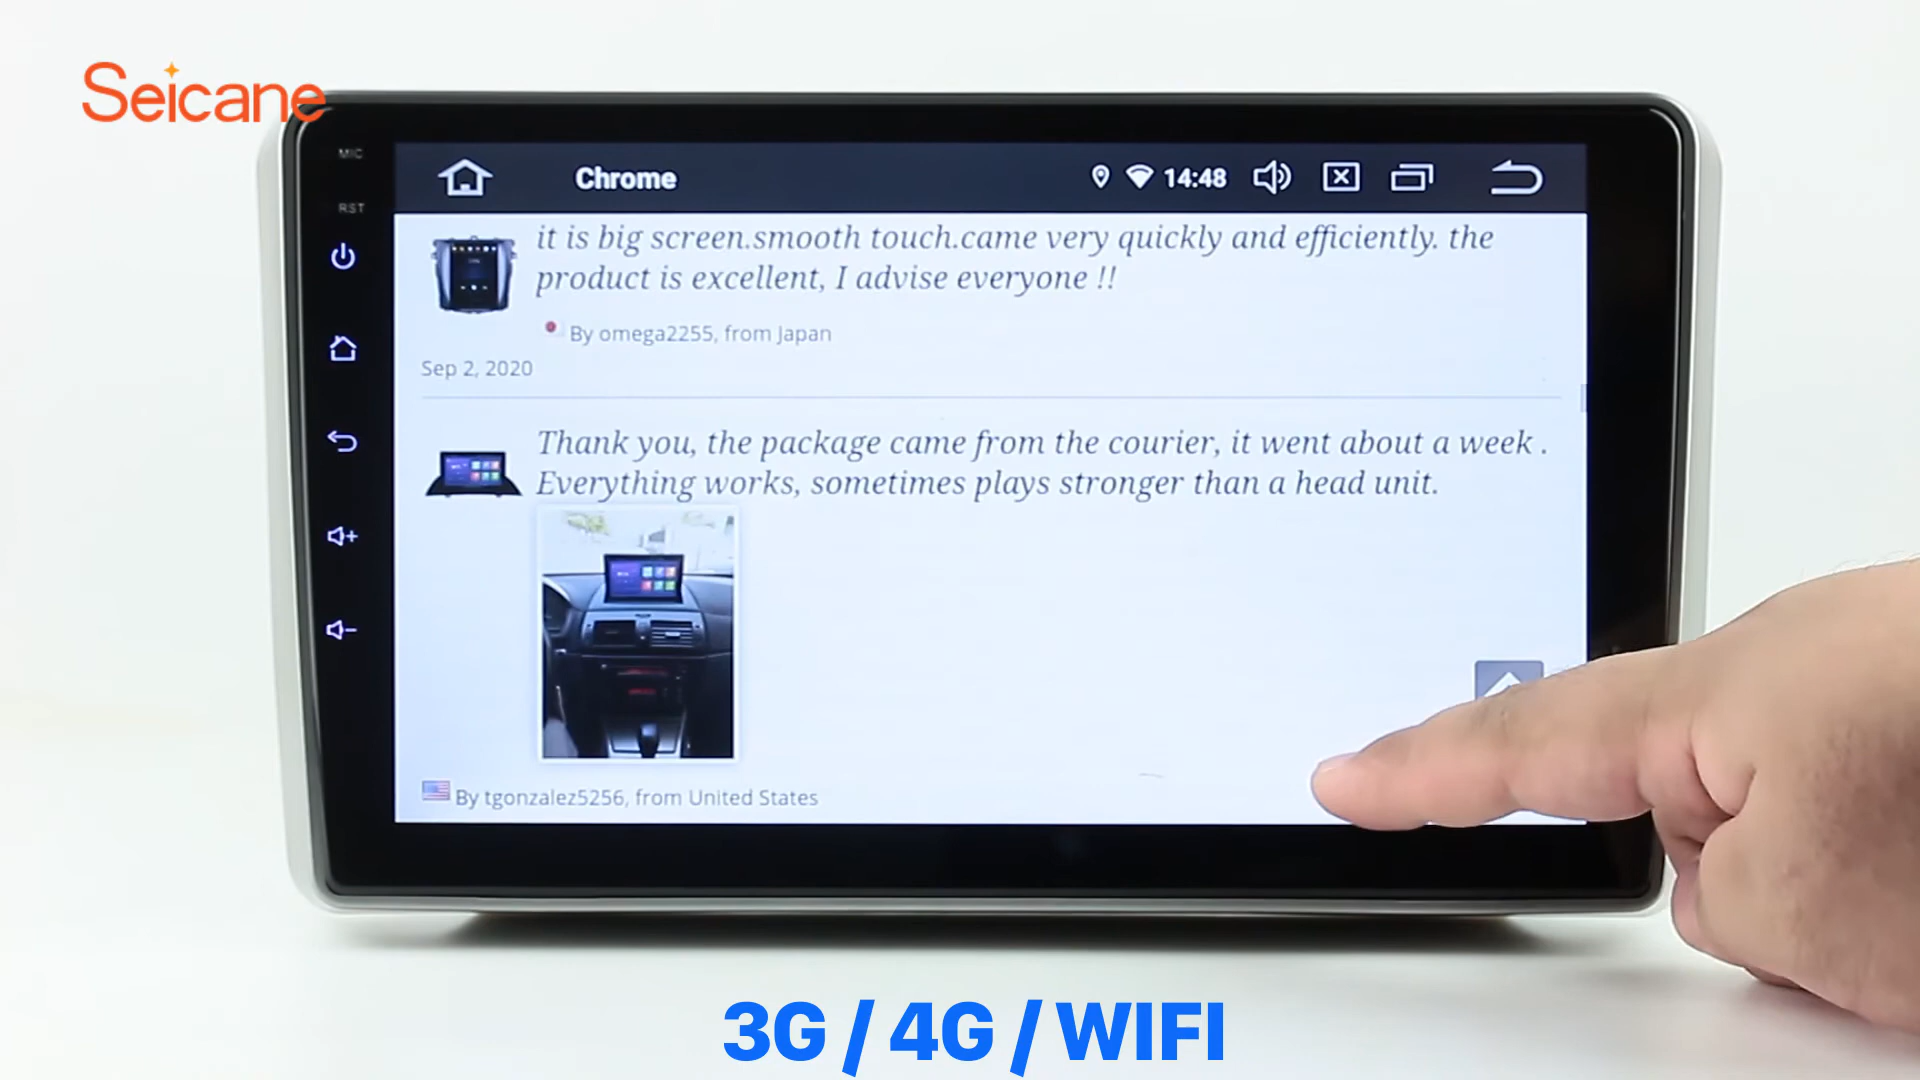 Seicane
MIC
RST
Chrome
14:48
it is big screen.smooth touch.came very quickly and efficiently. the
product is excellent, I advise everyone !!
By omega2255, from Japan
Sep 2, 2020
Thank you, the package came from the courier, it went about a week .
Everything works, sometimes plays stronger than a head unit.
By tgonzalez5256, from United States
3G / 4G / WIFI